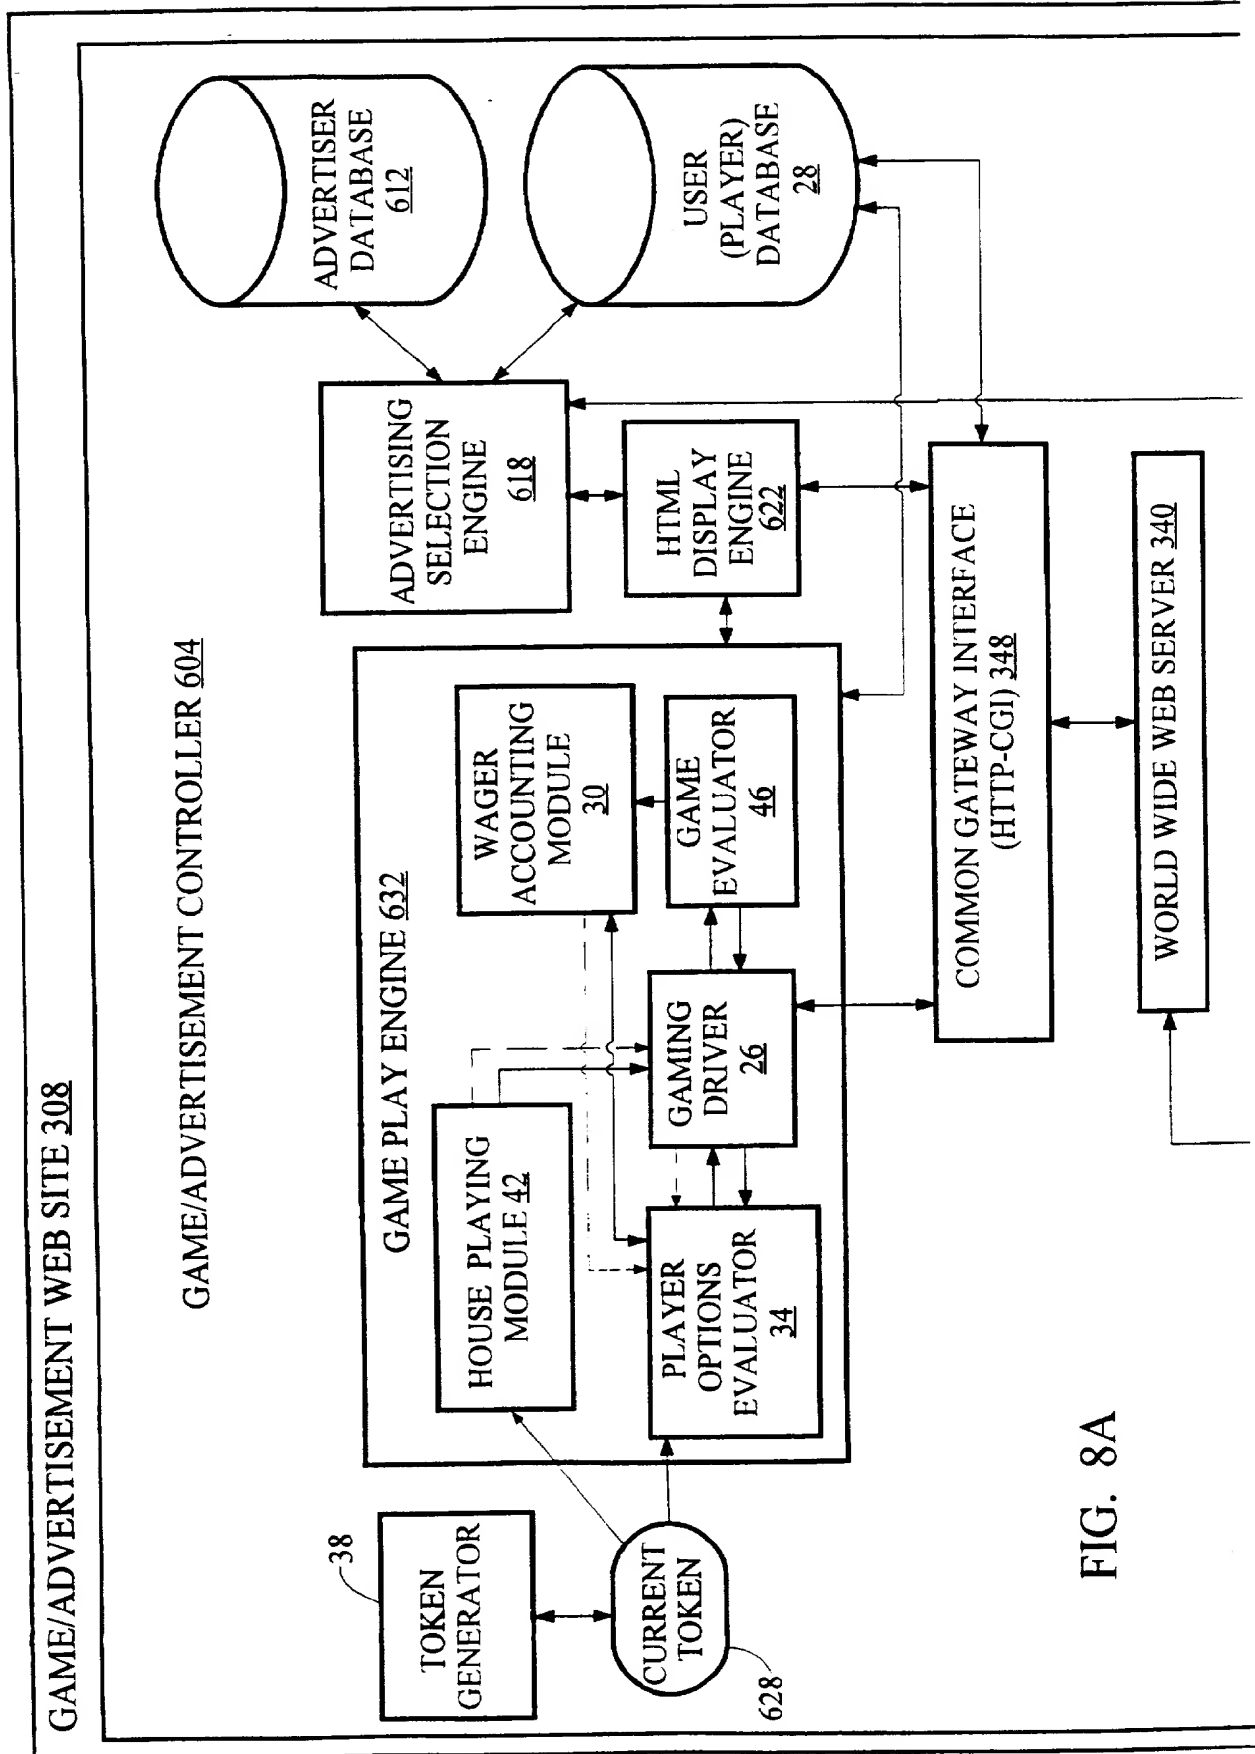 GAME/ADVERTISEMENT WEB SITE 308
GAME/ADVERTISEMENT CONTROLLER 604
TOKEN
GENERATOR
38
CURRENT
TOKEN
628
GAME PLAY ENGINE 632
HOUSE PLAYING
MODULE 42
WAGER
ACCOUNTING
MODULE
30
PLAYER
OPTIONS
EVALUATOR
34
GAMING
DRIVER
26
GAME
EVALUATOR
46
ADVERTISING
SELECTION
ENGINE
618
HTML
DISPLAY
ENGINE
622
ADVERTISER
DATABASE
612
USER
(PLAYER)
DATABASE
28
COMMON GATEWAY INTERFACE
(HTTP-CGI) 348
WORLD WIDE WEB SERVER 340
FIG. 8A